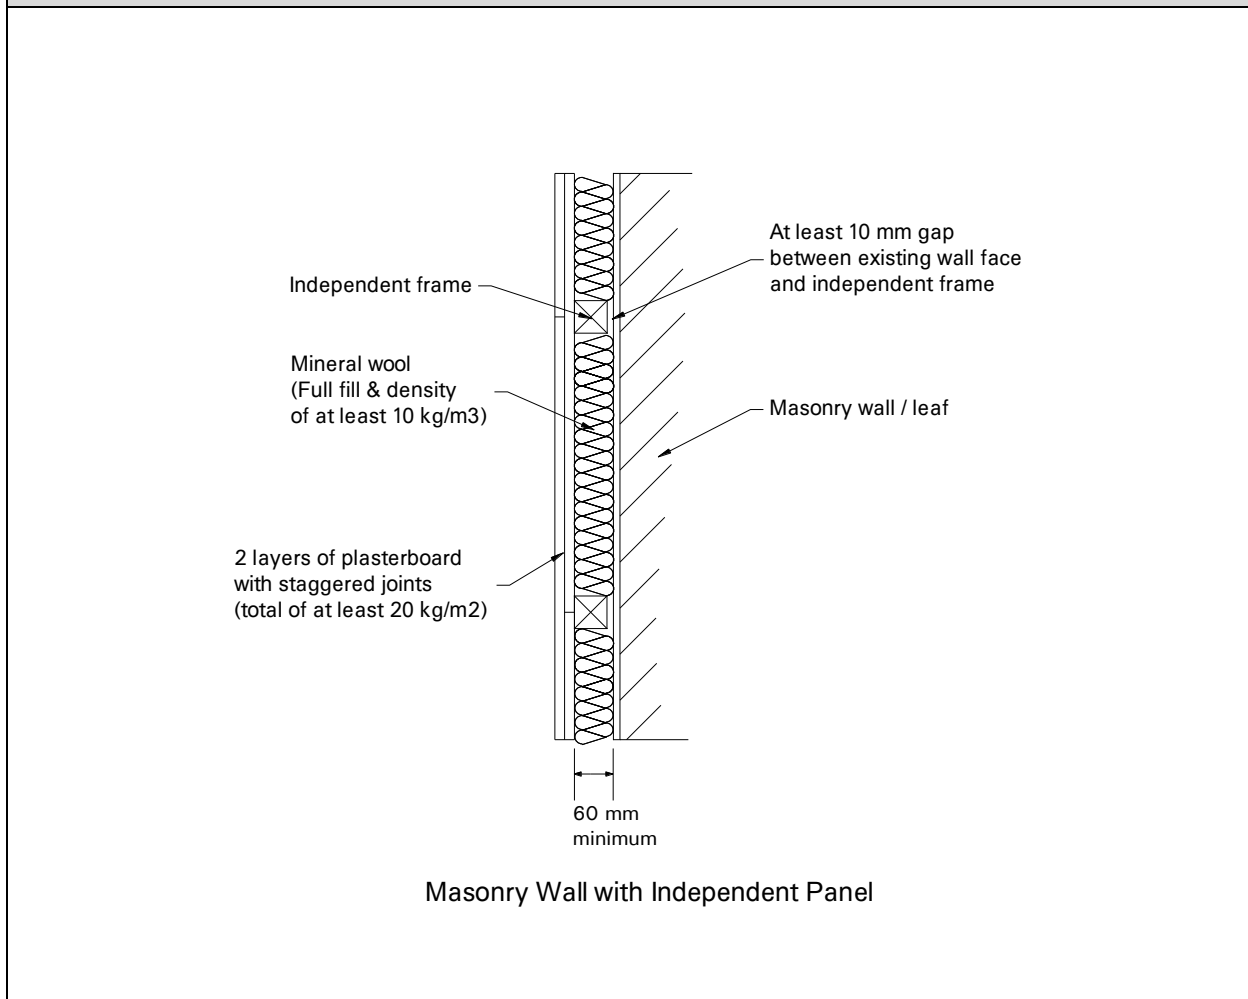 At least 10 mm gap
between existing wall face
and independent frame
Independent frame
Mineral wool
(Full fill & density
of at least 10 kg/m3)
Masonry wall / leaf
2 layers of plasterboard
with staggered joints
(total of at least 20 kg/m2)
60 mm
minimum
Masonry Wall with Independent Panel